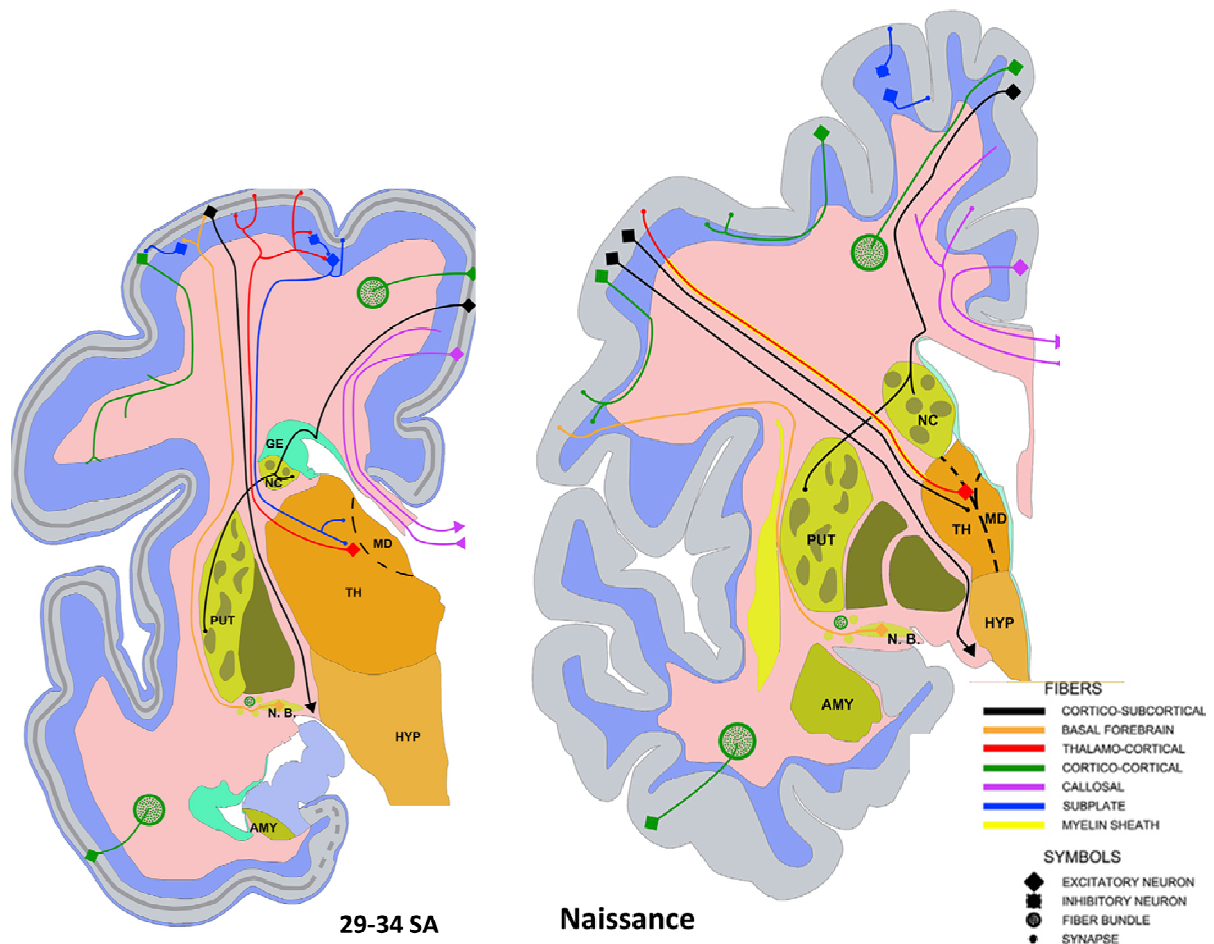 GE
NC
MD
TH
PUT
N. B.
HYP
AMY
29-34 SA
NC
TH
MD
PUT
HYP
N. B.
AMY
Naissance
FIBERS
CORTICO-SUBCORTICAL
BASAL FOREBRAIN
THALAMO-CORTICAL
CORTICO-CORTICAL
CALLOSAL
SUBPLATE
MYELIN SHEATH
SYMBOLS
EXCITATORY NEURON
INHIBITORY NEURON
FIBER BUNDLE
SYNAPSE